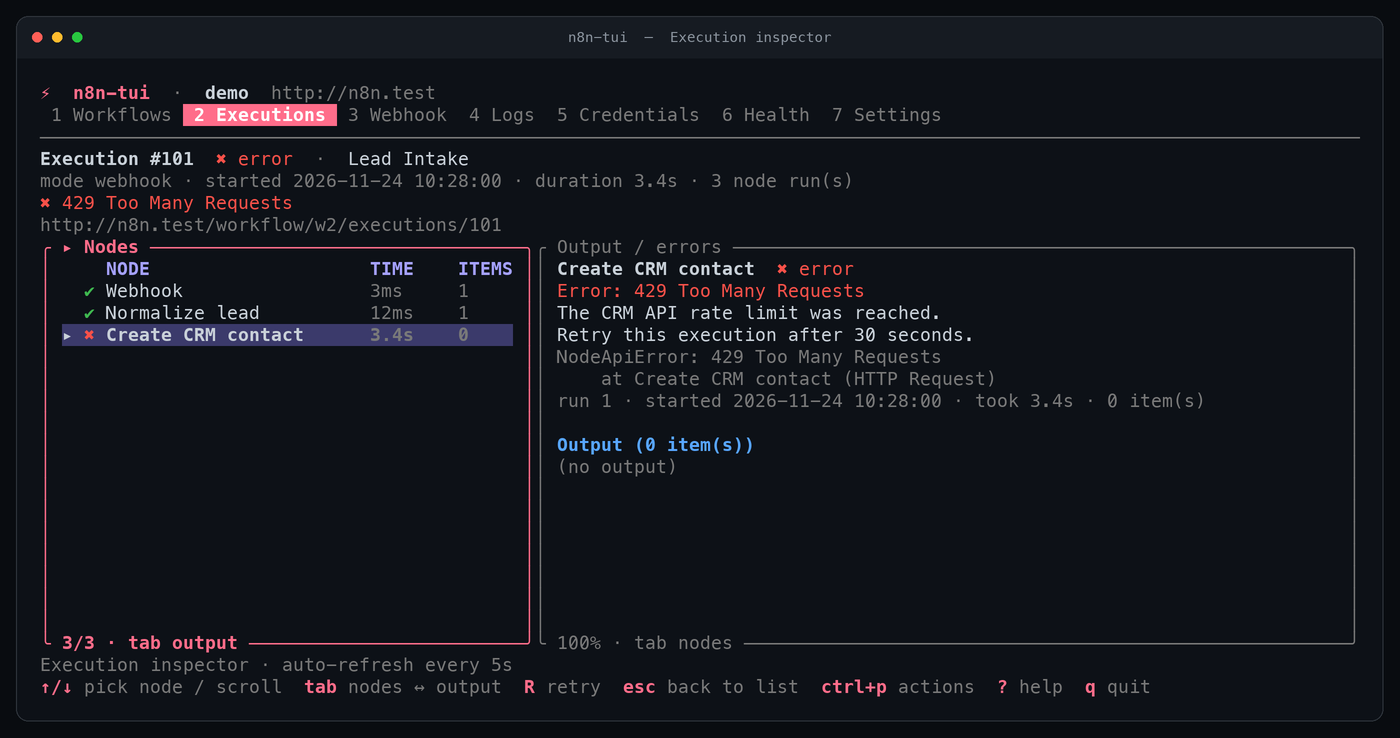 n8n-tui — Execution inspector
⚡ n8n-tui · demo http://n8n.test
1 Workflows 2 Executions 3 Webhook 4 Logs 5 Credentials 6 Health 7 Settings
Execution #101 ✖ error · Lead Intake
mode webhook · started 2026-11-24 10:28:00 · duration 3.4s · 3 node run(s)
✖ 429 Too Many Requests
http://n8n.test/workflow/w2/executions/101
▸ Nodes
NODE TIME ITEMS
✔ Webhook 3ms 1
✔ Normalize lead 12ms 1
▸ ✖ Create CRM contact 3.4s 0
3/3 · tab output
Output / errors
Create CRM contact ✖ error
Error: 429 Too Many Requests
The CRM API rate limit was reached.
Retry this execution after 30 seconds.
NodeApiError: 429 Too Many Requests
at Create CRM contact (HTTP Request)
run 1 · started 2026-11-24 10:28:00 · took 3.4s · 0 item(s)
Output (0 item(s))
(no output)
100% · tab nodes
Execution inspector · auto-refresh every 5s
↑/↓ pick node / scroll tab nodes ↔ output R retry esc back to list ctrl+p actions ? help q quit